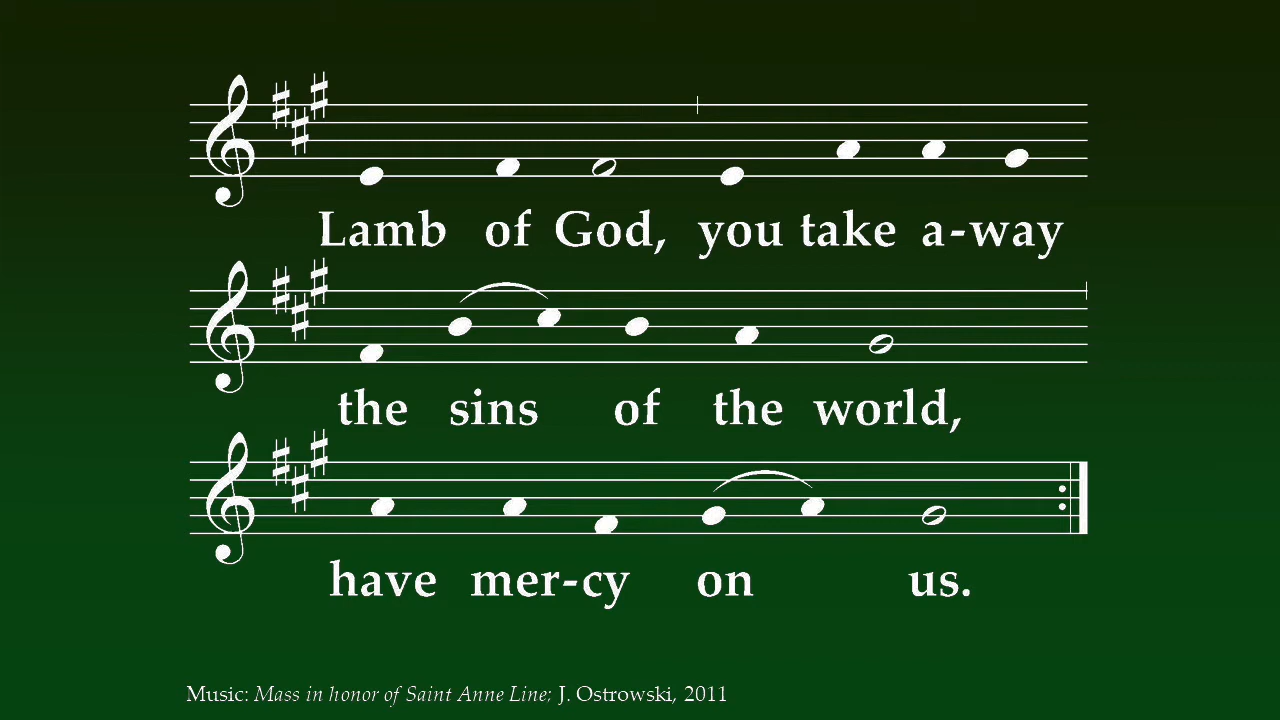 Lamb of God, you take a-way
the sins of the world,
have mer-cy on us.
Music: Mass in honor of Saint Anne Line; J. Ostrowski, 2011